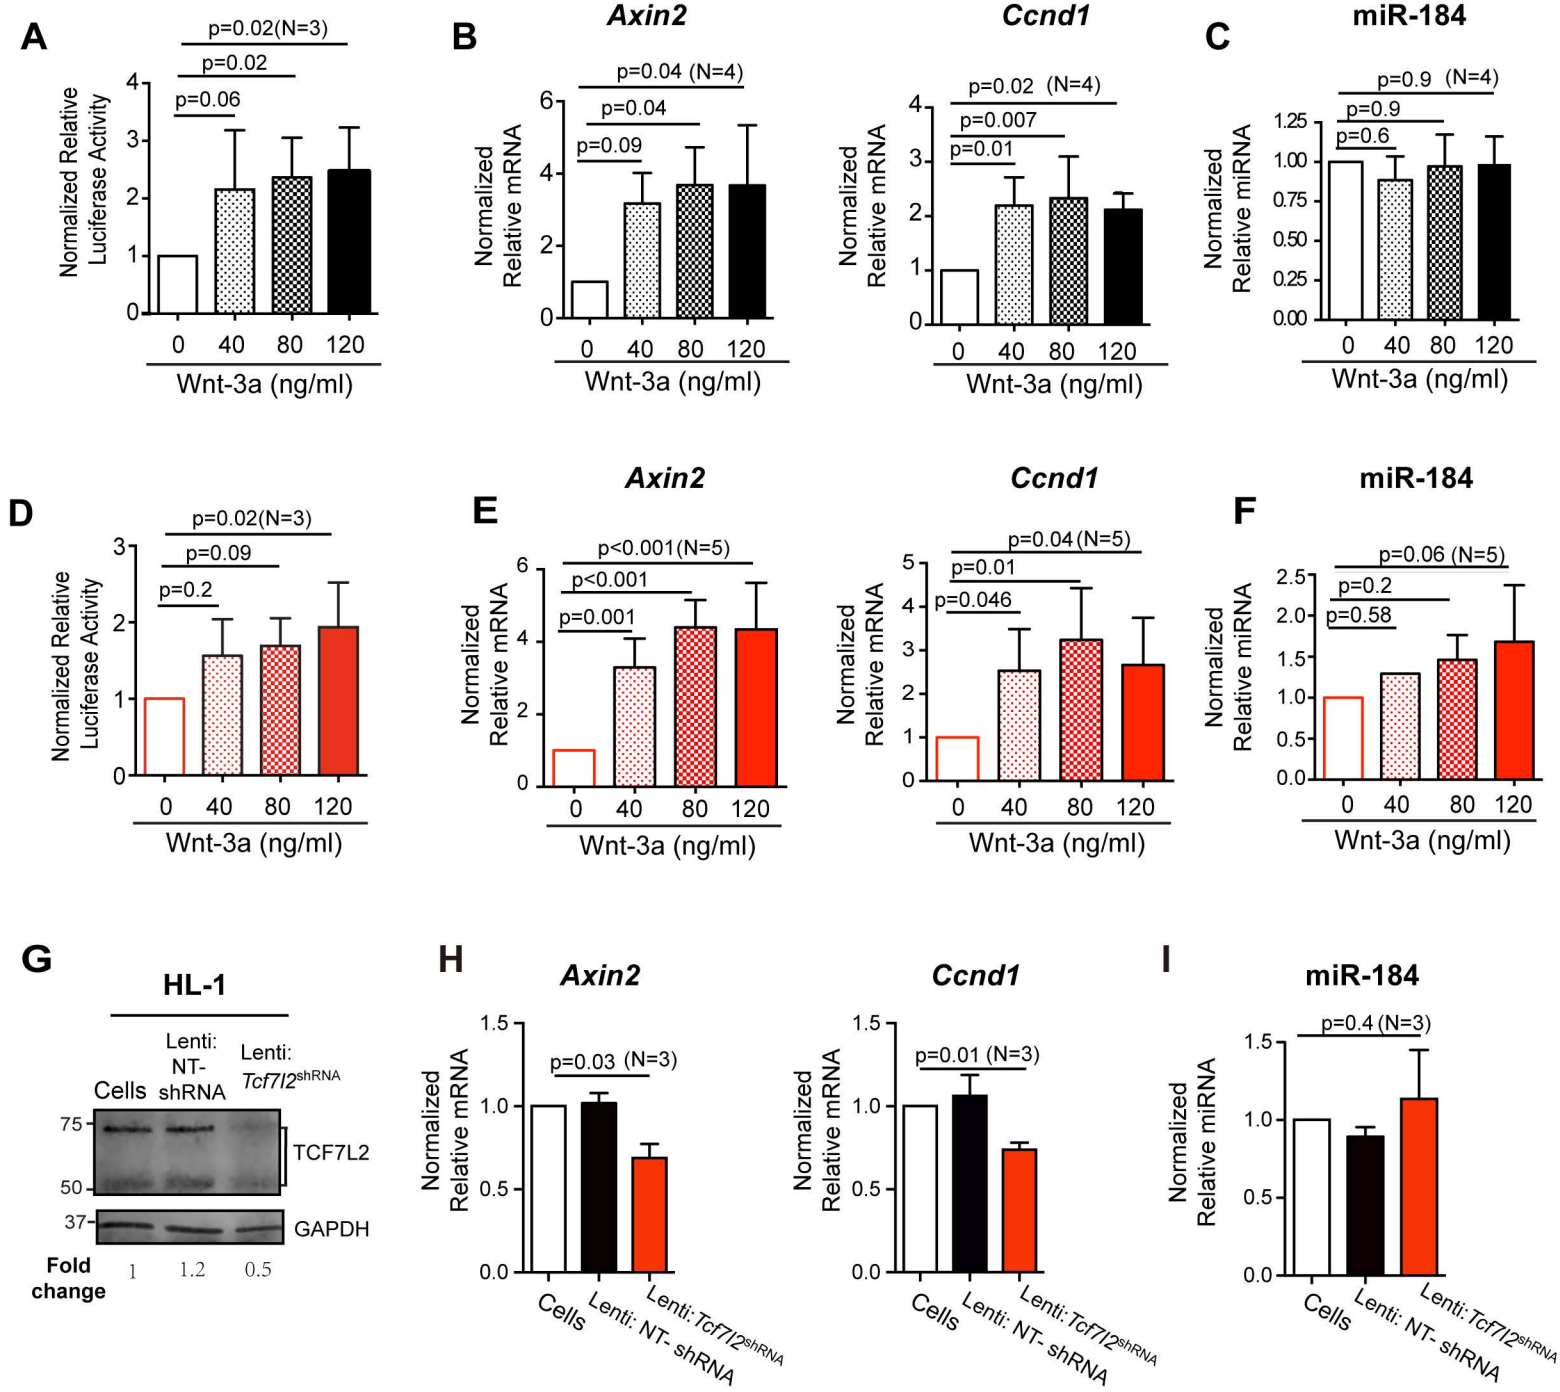 A
p=0.02(N=3)
p=0.02
p=0.06
Normalized Relative
Luciferase Activity
4
3
2
1
0
0 40 80 120
Wnt-3a (ng/ml)
B
Axin2
p=0.04 (N=4)
p=0.04
p=0.09
Normalized
Relative mRNA
6
4
2
0
0 40 80 120
Wnt-3a (ng/ml)
Ccnd1
p=0.02 (N=4)
p=0.007
p=0.01
Normalized
Relative mRNA
4
3
2
1
0
0 40 80 120
Wnt-3a (ng/ml)
C
miR-184
p=0.9 (N=4)
p=0.9
p=0.6
Normalized
Relative miRNA
1.25
1.00
0.75
0.50
0.25
0.00
0 40 80 120
Wnt-3a (ng/ml)
D
p=0.02(N=3)
p=0.09
p=0.2
Normalized Relative
Luciferase Activity
3
2
1
0
0 40 80 120
Wnt-3a (ng/ml)
E
Axin2
p<0.001(N=5)
p<0.001
p=0.001
Normalized
Relative mRNA
6
4
2
0
0 40 80 120
Wnt-3a (ng/ml)
Ccnd1
p=0.04 (N=5)
p=0.01
p=0.046
Normalized
Relative mRNA
5
4
3
2
1
0
0 40 80 120
Wnt-3a (ng/ml)
F
miR-184
p=0.06 (N=5)
p=0.2
p=0.58
Normalized
Relative miRNA
2.5
2.0
1.5
1.0
0.5
0.0
0 40 80 120
Wnt-3a (ng/ml)
G
HL-1
Cells
Lenti:
NT-
shRNA
Lenti:
Tcf7l2shRNA
75
50
37
TCF7L2
GAPDH
Fold
change
1 1.2 0.5
H
Axin2
p=0.03 (N=3)
Normalized
Relative mRNA
1.5
1.0
0.5
0.0
Cells
Lenti: NT- shRNA
Lenti:Tcf7l2shRNA
Ccnd1
p=0.01 (N=3)
Normalized
Relative mRNA
1.5
1.0
0.5
0.0
Cells
Lenti: NT- shRNA
Lenti:Tcf7l2shRNA
I
miR-184
p=0.4 (N=3)
Normalized
Relative miRNA
1.5
1.0
0.5
0.0
Cells
Lenti: NT- shRNA
Lenti:Tcf7l2shRNA